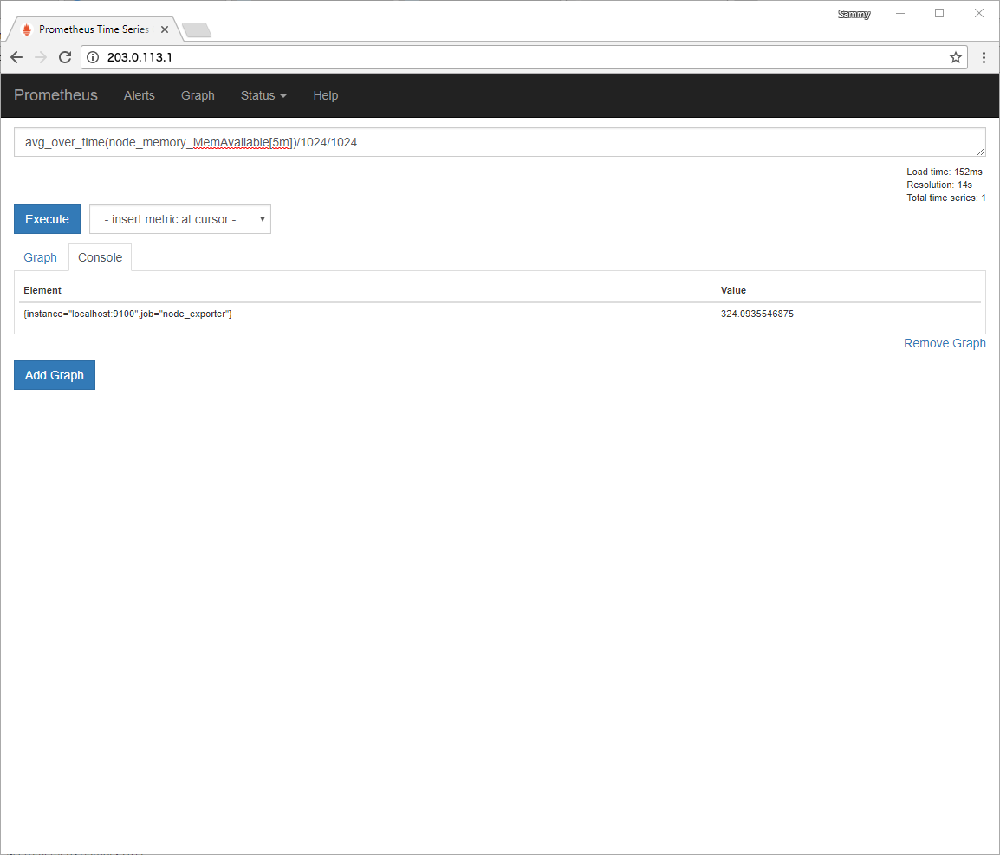 Sammy
Prometheus Time Series
203.0.113.1
Prometheus Alerts Graph Status Help
avg_over_time(node_memory_MemAvailable[5m])/1024/1024
Load time: 152ms
Resolution: 14s
Total time series: 1
Execute - insert metric at cursor -
Graph Console
Element Value
{instance="localhost:9100",job="node_exporter"} 324.0935546875
Remove Graph
Add Graph